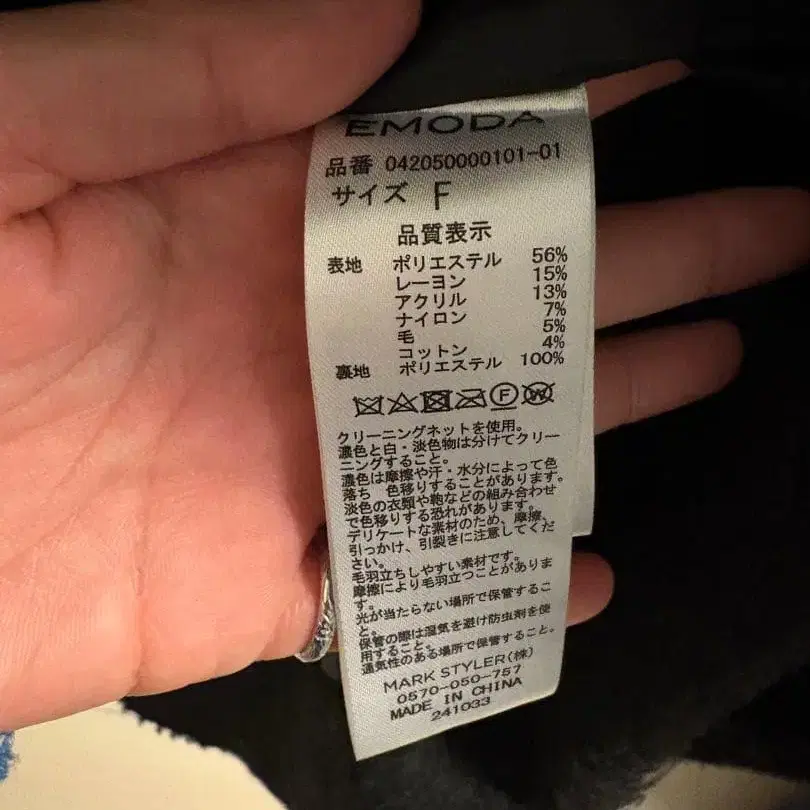 EMODA
品番 042050000101-01
サイズ F
品質表示
表地 ポリエステル 56%
レーヨン 15%
アクリル 13%
ナイロン 7%
毛 5%
コットン 4%
裏地 ポリエステル 100%
F W
クリーニングネットを使用。
濃色と白・淡色物は分けてクリー
ニングすること。
濃色は摩擦や汗・水分によって色
落ち 色移りすることがあります。
淡色の衣類や鞄などの組み合わせ
で色移りする恐れがあります。
デリケートな素材のため、摩擦、
引っかけ、引裂きに注意してくだ
さい。
毛羽立ちしやすい素材です。
摩擦により毛羽立つことがありま
す。
光が当たらない場所で保管するこ
と。
保管の際は湿気を避け防虫剤を使
用すること。
通気性のある場所で保管すること。
MARK STYLER(株)
0570-050-757
MADE IN CHINA
241033